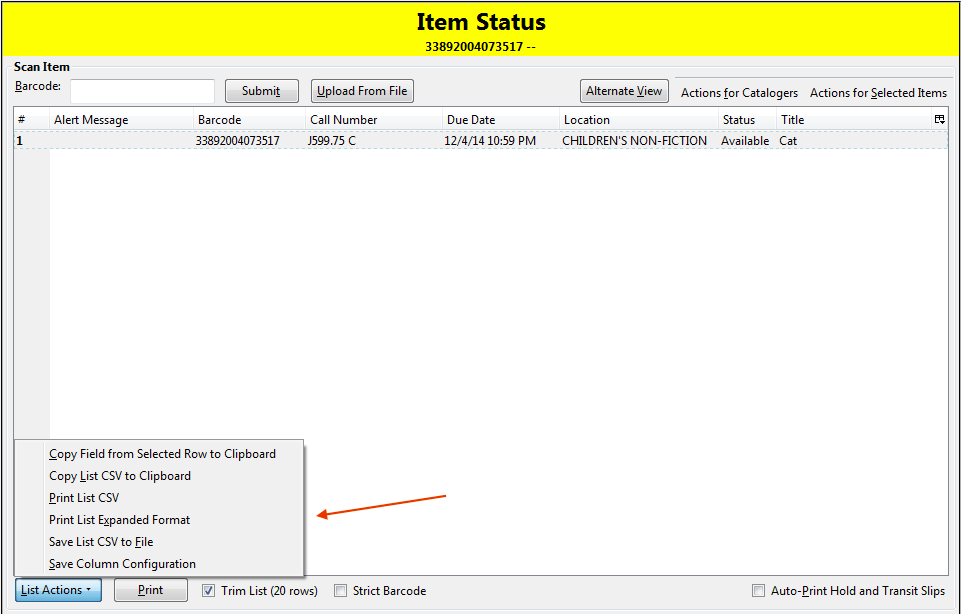 Item Status
33892004073517 --
Scan Item
Barcode: Submit Upload From File Alternate View Actions for Catalogers Actions for Selected Items
# Alert Message Barcode Call Number Due Date Location Status Title
1 33892004073517 J599.75 C 12/4/14 10:59 PM CHILDREN'S NON-FICTION Available Cat
Copy Field from Selected Row to Clipboard
Copy List CSV to Clipboard
Print List CSV
Print List Expanded Format
Save List CSV to File
Save Column Configuration
List Actions Print Trim List (20 rows) Strict Barcode Auto-Print Hold and Transit Slips